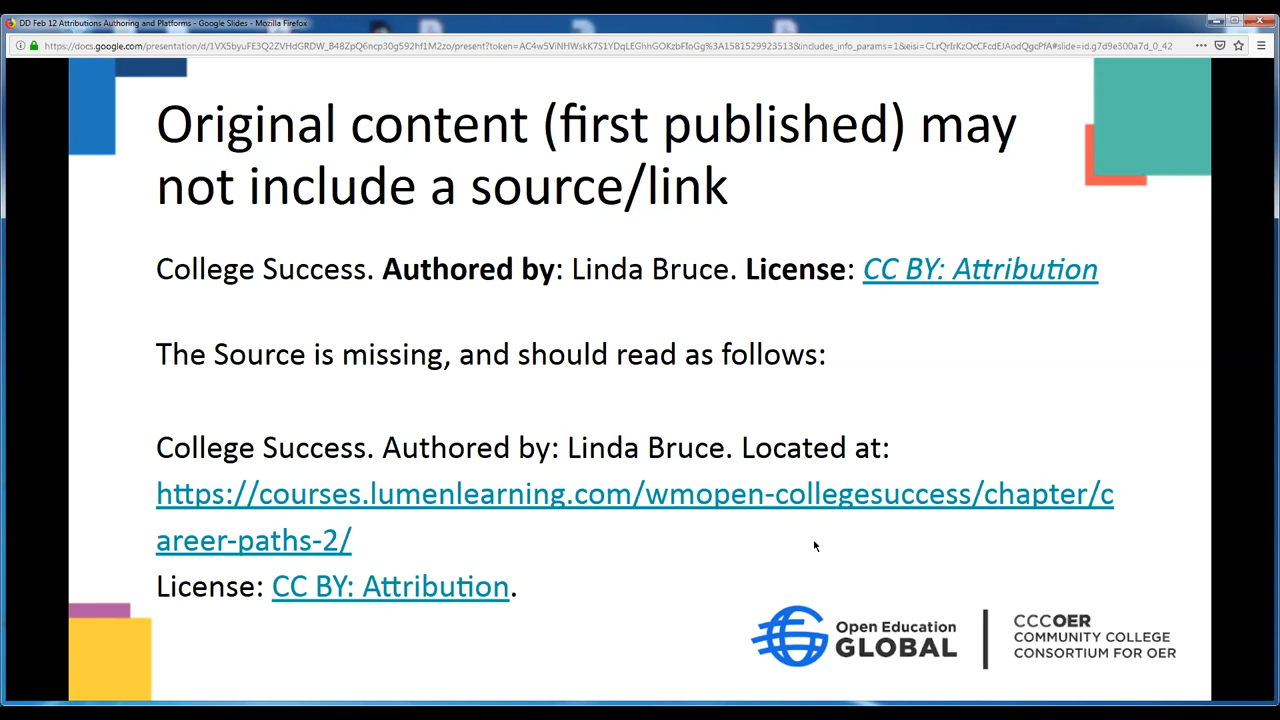 DD Feb 12 Attributions Authoring and Platforms - Google Slides - Mozilla Firefox
Original content (first published) may
not include a source/link
College Success. Authored by: Linda Bruce. License: CC BY: Attribution
The Source is missing, and should read as follows:
College Success. Authored by: Linda Bruce. Located at:
https://courses.lumenlearning.com/wmopen-collegesuccess/chapter/c
areer-paths-2/
License: CC BY: Attribution.
Open Education
GLOBAL
CCCOER
COMMUNITY COLLEGE
CONSORTIUM FOR OER